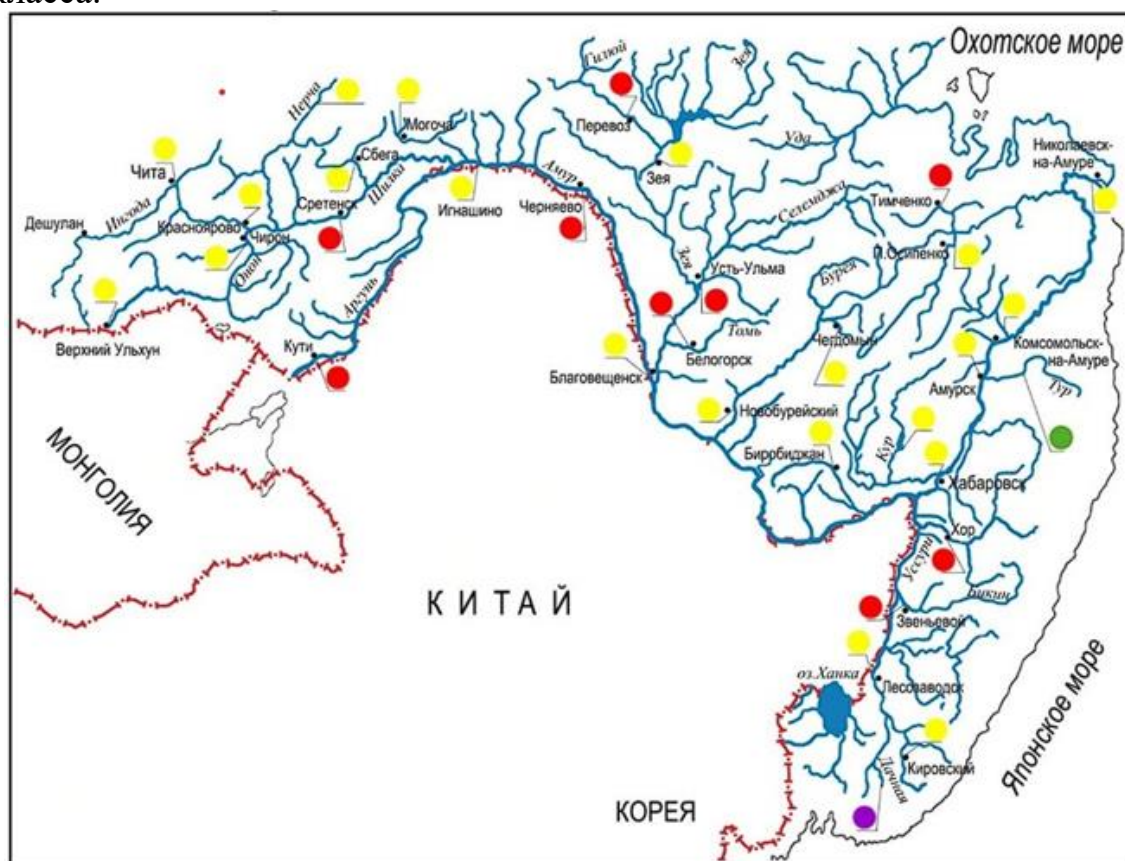 класса.
Охотское море
Гилюй
Зея
Нерча
Могоча
Перевоз
Уда
Николаевск-
на-Амуре
Сбега
Чита
Шилка
Амур
Зея
Тимченко
Селемджа
Сретенск
Игнашино
Черняево
Дешулан
Ингода
Красноярово
Чирон
П.Осипенко
Онон
Зея
Усть-Ульма
Бурея
Аргунь
Томь
Верхний Ульхун
Кути
Чегдомын
Комсомольск-
на-Амуре
Белогорск
Благовещенск
Амурск
Гур
Новобурейский
Кур
Биробиджан
МОНГОЛИЯ
Хабаровск
Хор
Уссури
Бикин
КИТАЙ
Звеньевой
оз.Ханка
Лесозаводск
Японское море
Кировский
Дачная
КОРЕЯ